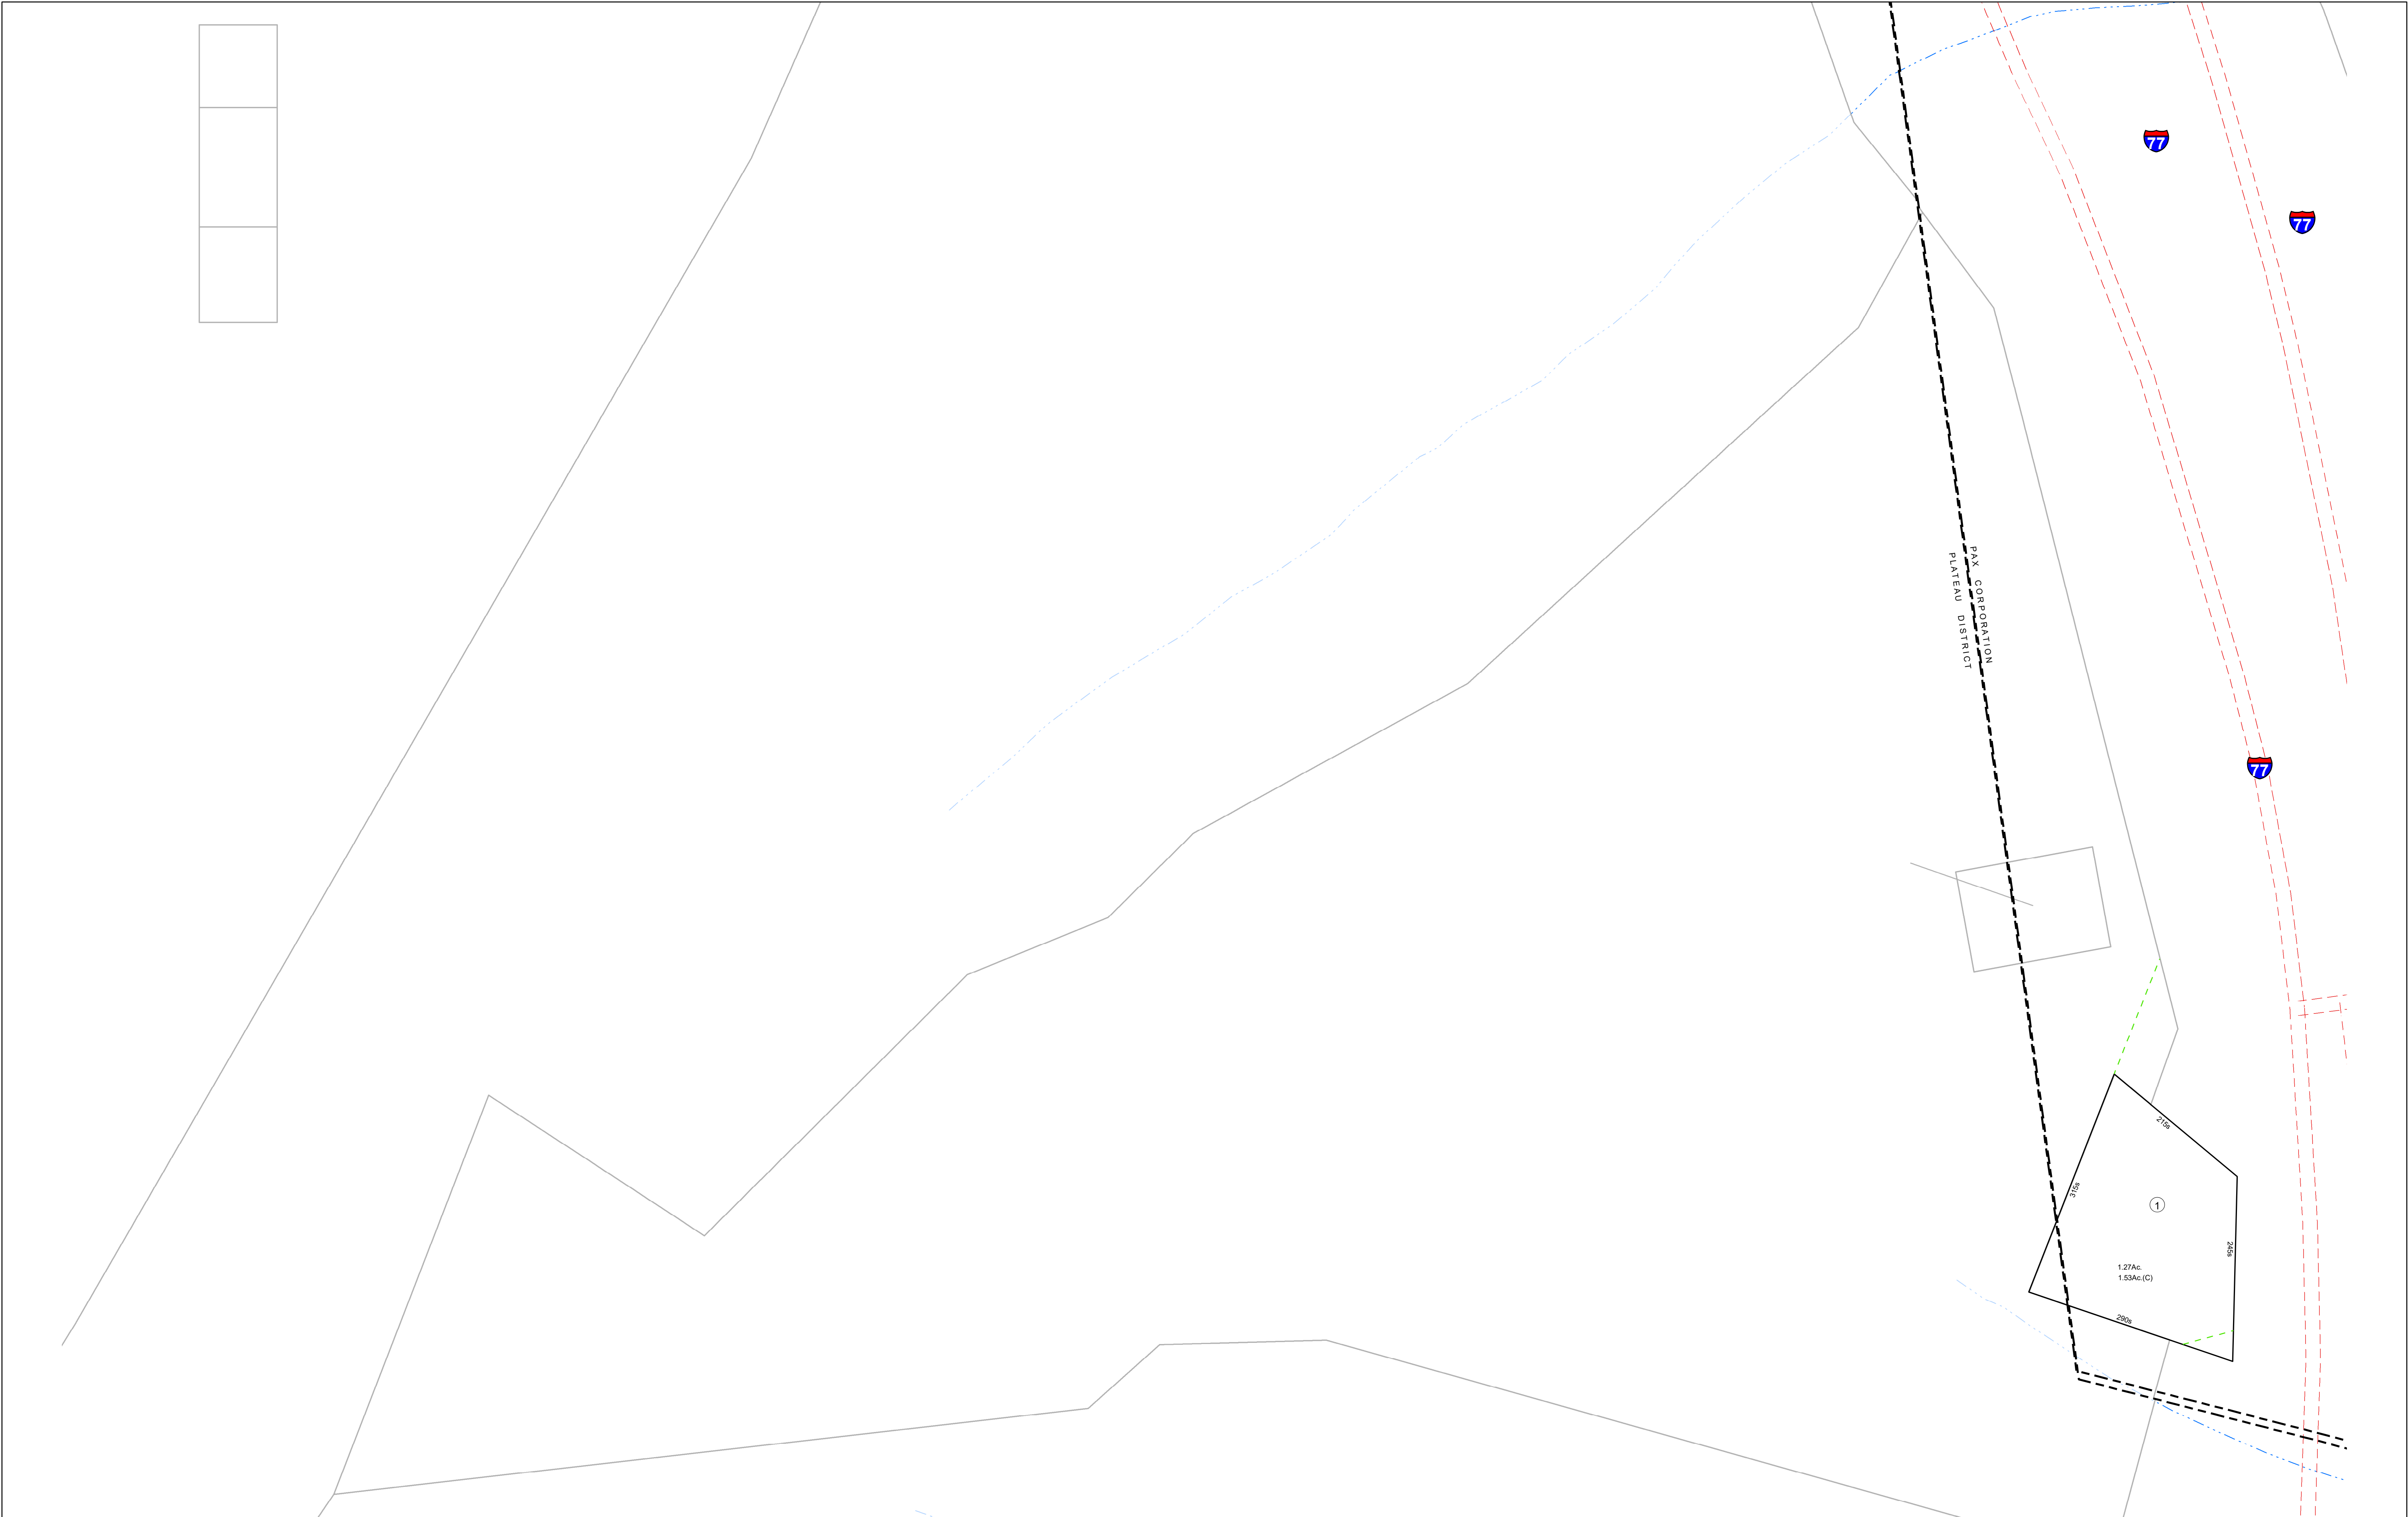 77
77
PAX CORPORATION
PLATEAU DISTRICT
77
215s
315s
1
245s
1.27Ac.
1.53Ac.(C)
290s